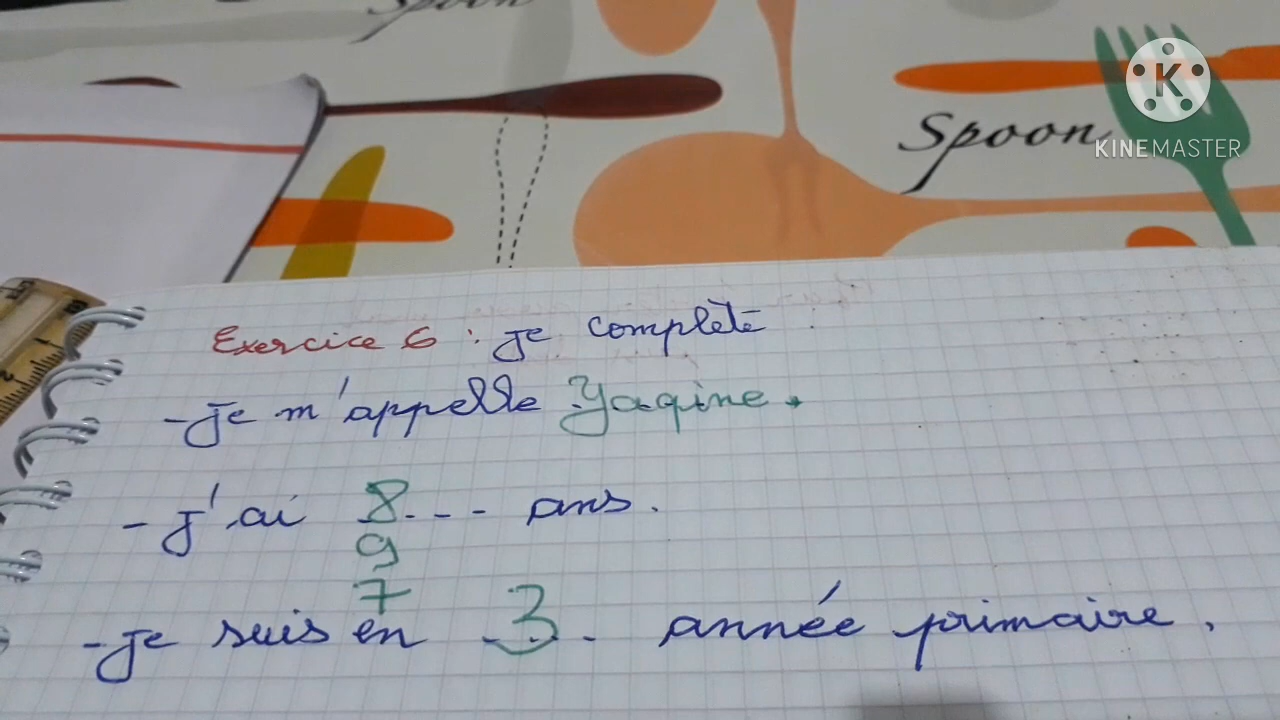 Spoon
Spoon
KINEMASTER
Exercice 6 : je complète
- je m'appelle Yaqine.
- j'ai 8... ans.
9
7
- je suis en 3 année primaire.